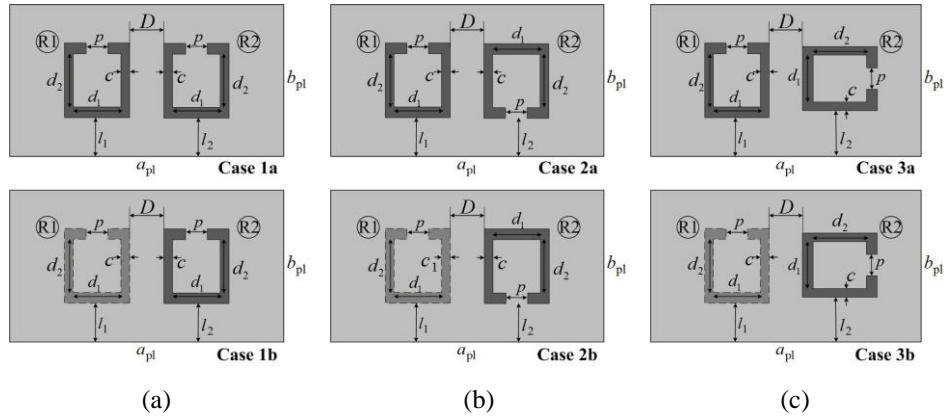 D
R1 p p R2
c
d₂ d₁ d₁ d₂ b_pl
l₁ l₂
a_pl Case 1a
D
R1 p d₁ R2
c c
d₂ d₁ p d₂ b_pl
l₁ l₂
a_pl Case 2a
D
R1 p d₂ R2
c d₁ p
d₂ d₁ c b_pl
l₁ l₂
a_pl Case 3a
D
R1 p p R2
c c
d₂ d₁ d₁ d₂ b_pl
l₁ l₂
a_pl Case 1b
D
R1 p d₁ R2
c₁ c
d₂ d₁ p d₂ b_pl
l₁ l₂
a_pl Case 2b
D
R1 p d₂ R2
c d₁ p
d₂ d₁ c b_pl
l₁ l₂
a_pl Case 3b
(a) (b) (c)